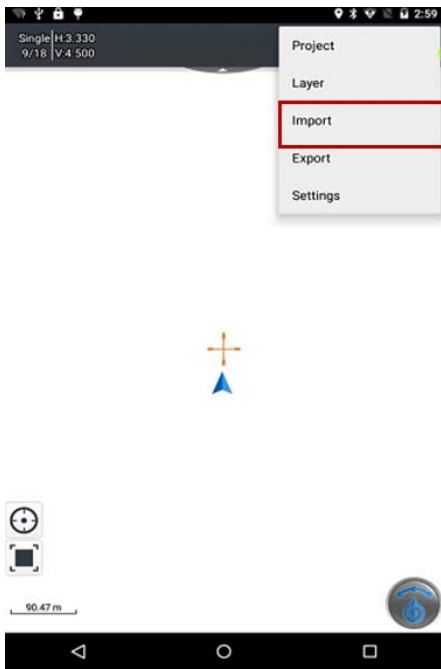 2:59
Single H:3.330
9/18 V:4.500
Project
Layer
Import
Export
Settings
90.47 m